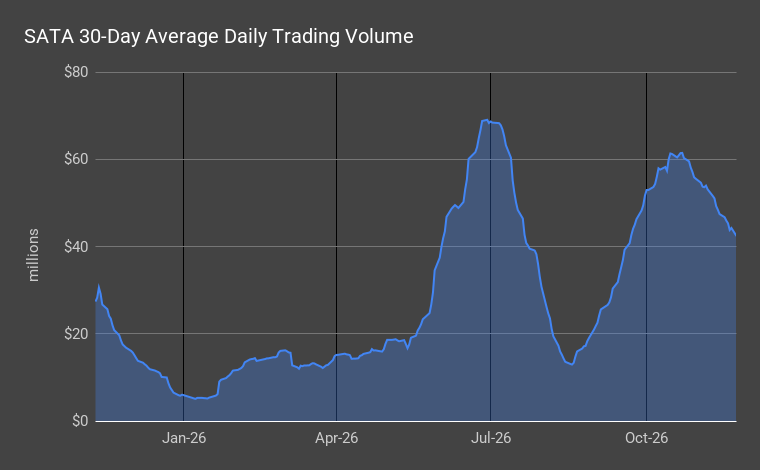 SATA 30-Day Average Daily Trading Volume
$80
$60
$40
$20
$0
millions
Jan-26
Apr-26
Jul-26
Oct-26